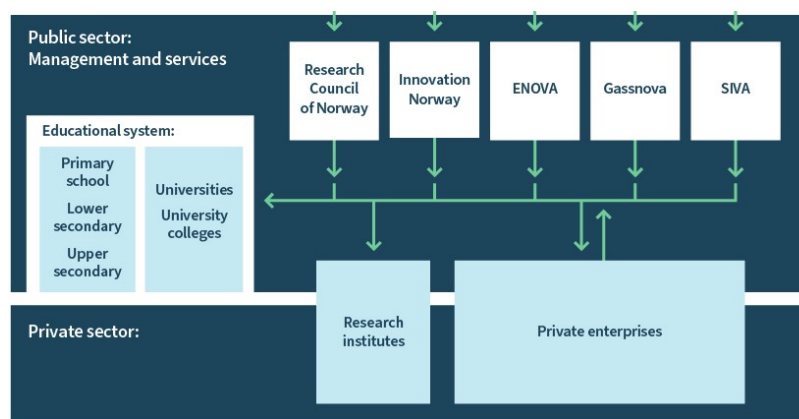 Public sector:
Management and services
Research
Council
of Norway
Innovation
Norway
ENOVA
Gassnova
SIVA
Educational system:
Primary
school
Lower
secondary
Upper
secondary
Universities
University
colleges
Research
institutes
Private enterprises
Private sector: